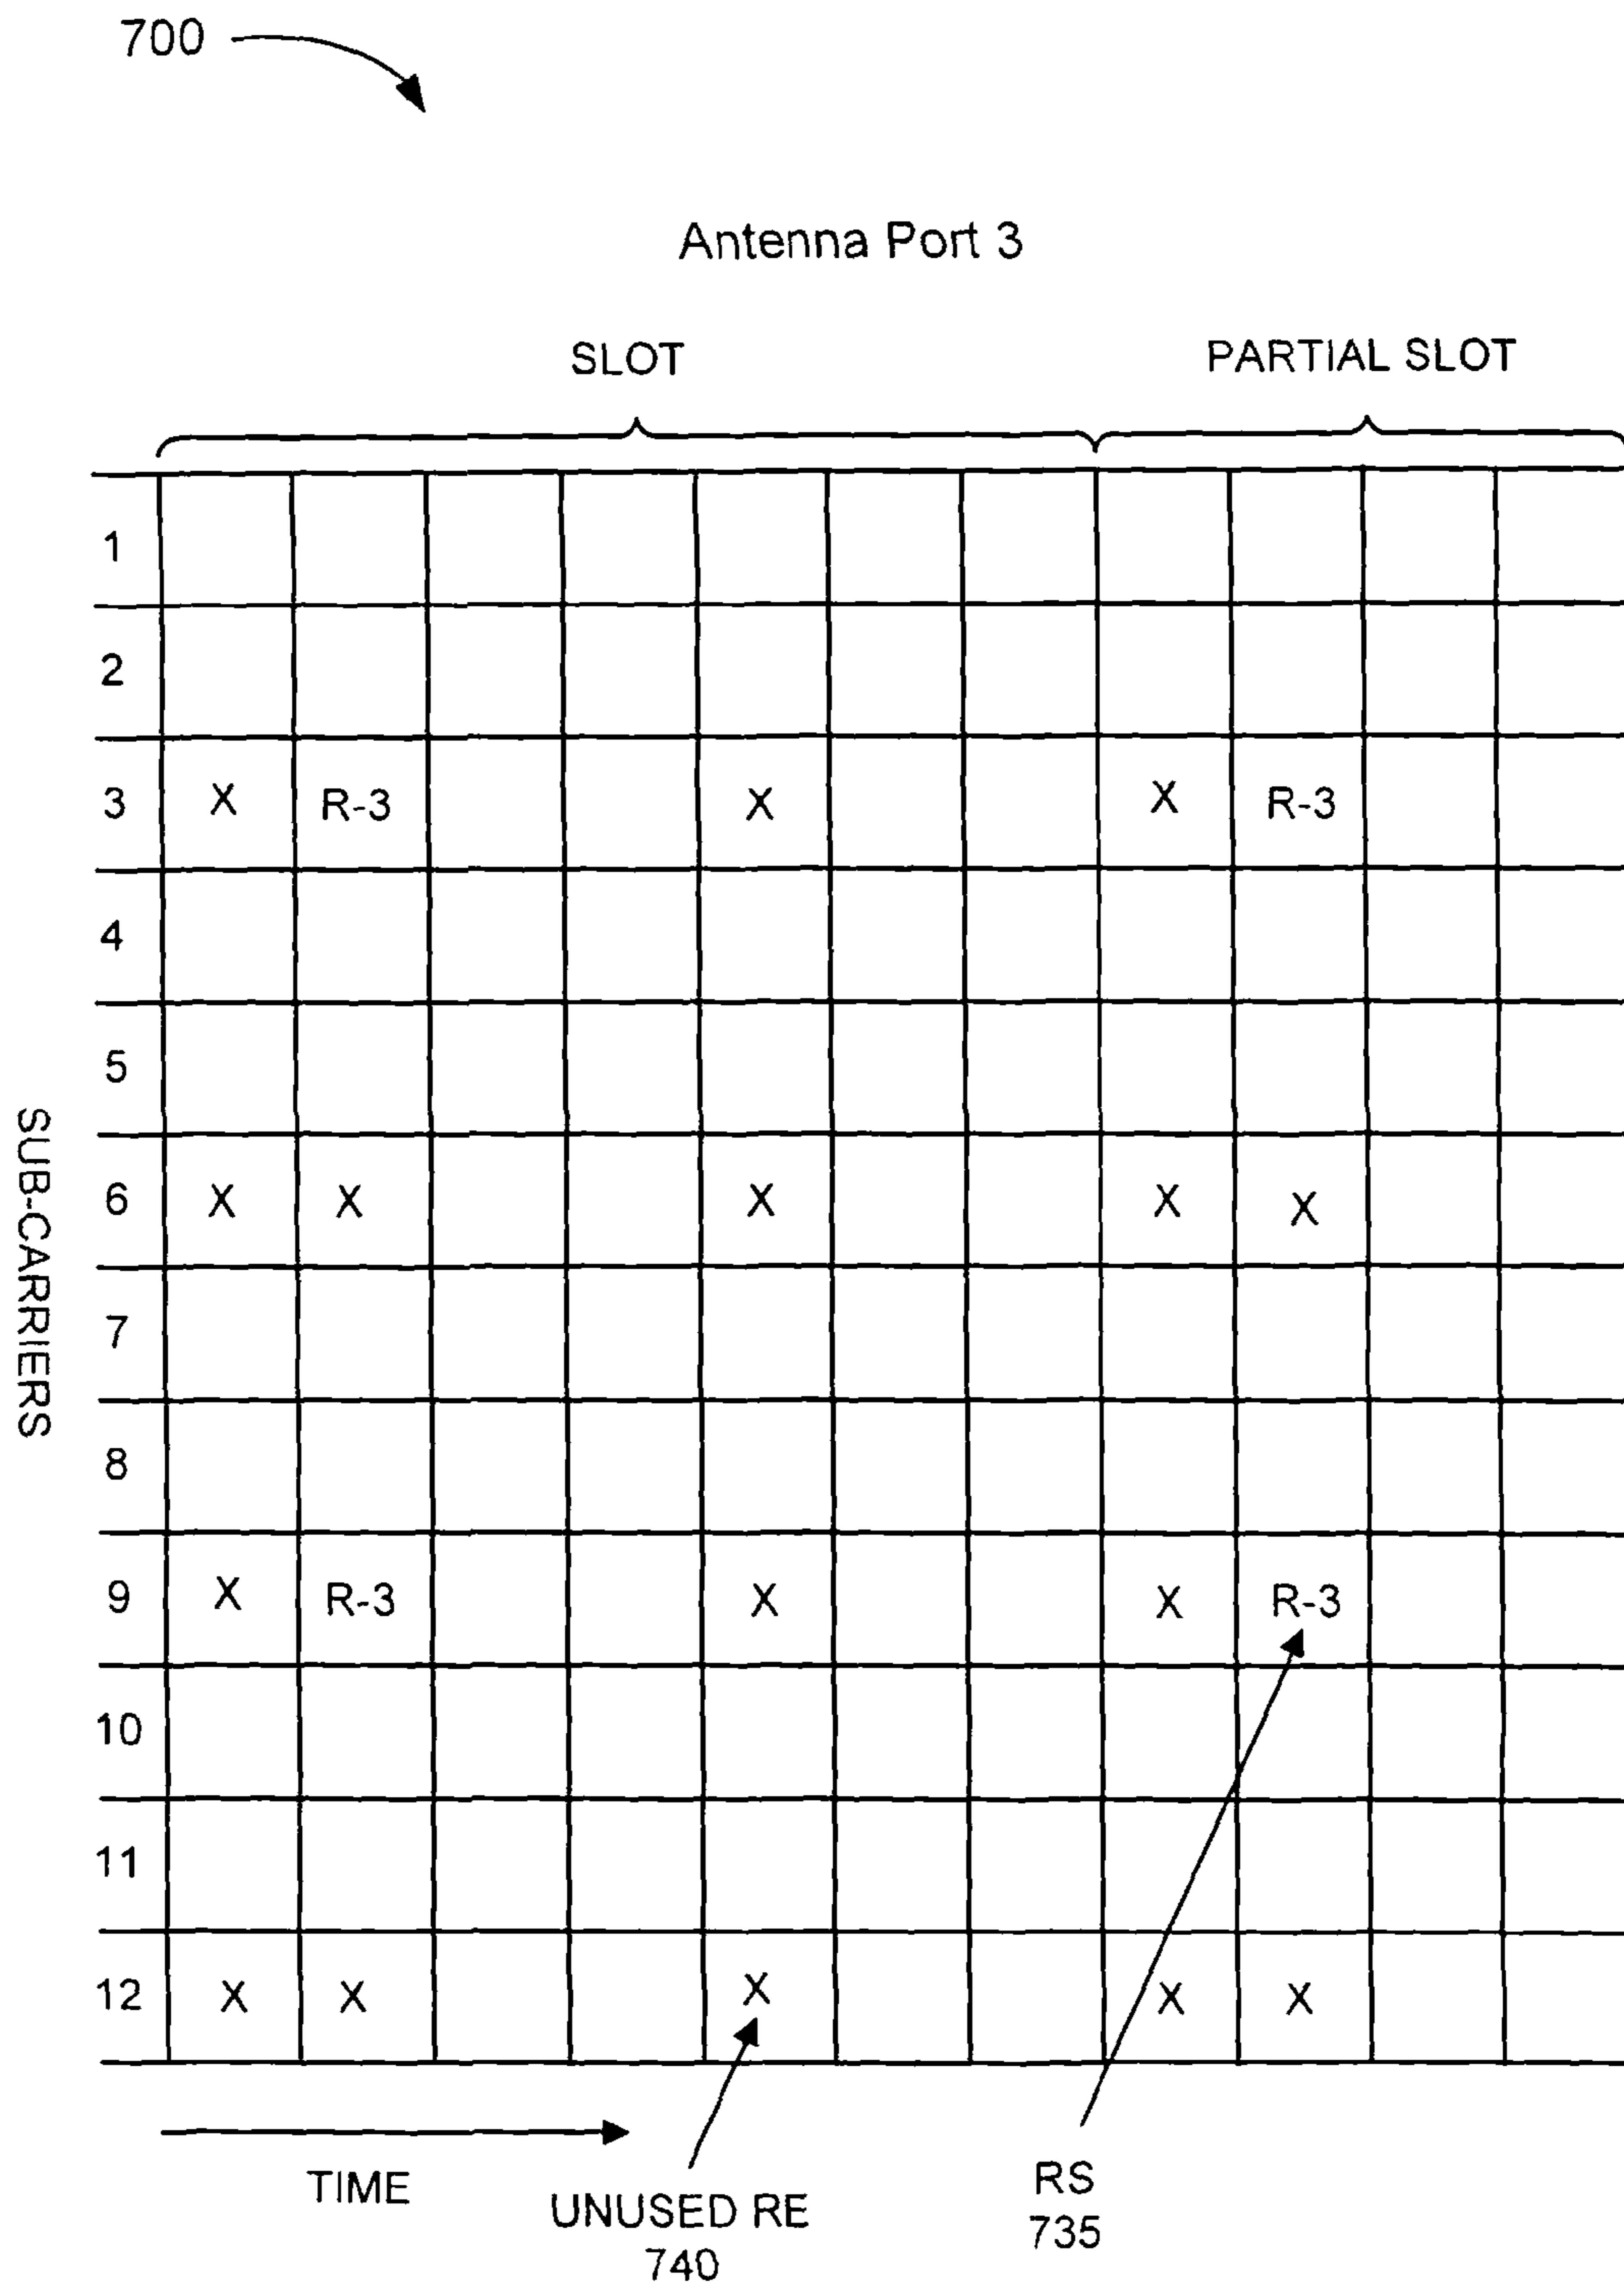 700
Antenna Port 3
SLOT PARTIAL SLOT
1
2
3 X R-3 X X R-3
4
5
6 X X X X X
7
8
9 X R-3 X X R-3
10
11
12 X X X X X
SUB-CARRIERS
TIME
UNUSED RE
740
RS
735